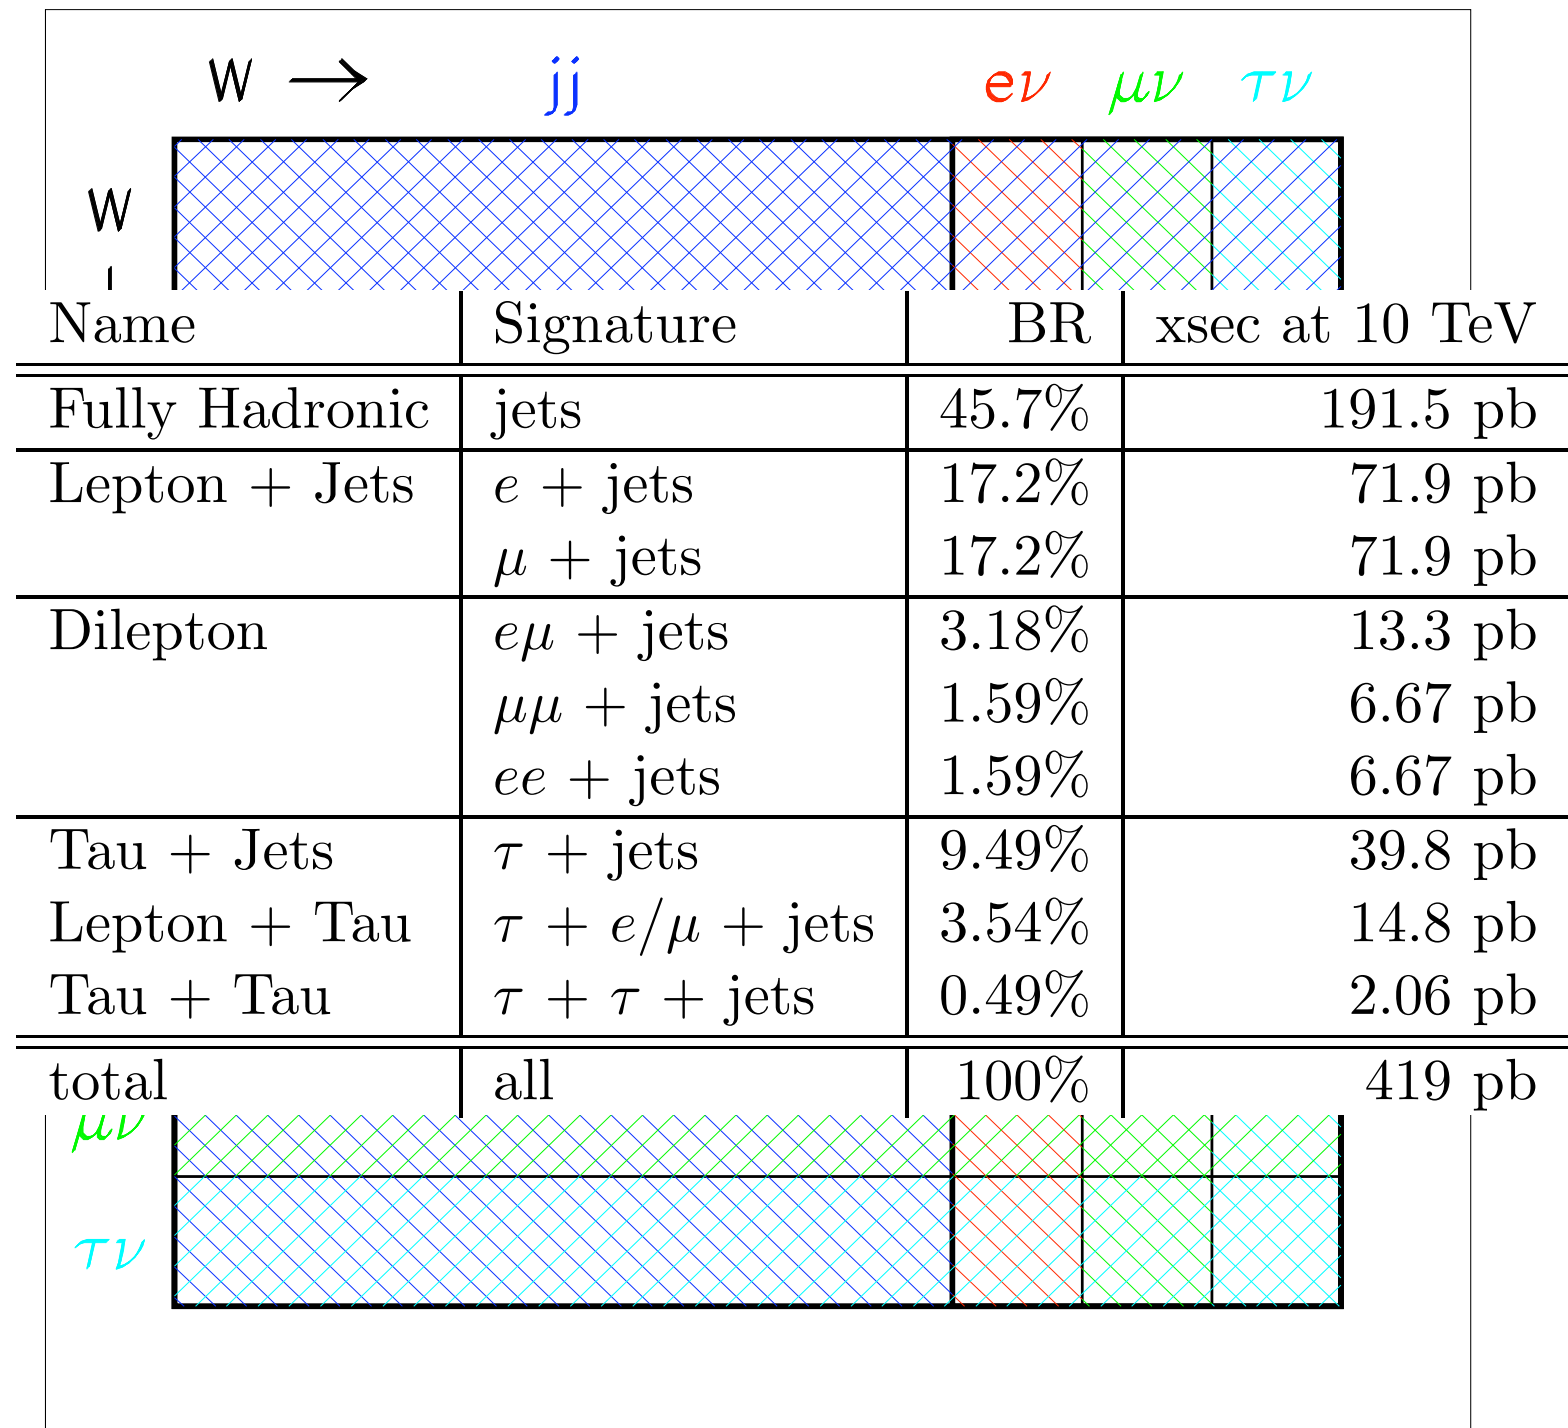 W → jj eν μν τν
W
Name Signature BR xsec at 10 TeV
Fully Hadronic jets 45.7% 191.5 pb
Lepton + Jets e + jets 17.2% 71.9 pb
μ + jets 17.2% 71.9 pb
Dilepton eμ + jets 3.18% 13.3 pb
μμ + jets 1.59% 6.67 pb
ee + jets 1.59% 6.67 pb
Tau + Jets τ + jets 9.49% 39.8 pb
Lepton + Tau τ + e/μ + jets 3.54% 14.8 pb
Tau + Tau τ + τ + jets 0.49% 2.06 pb
total all 100% 419 pb
μν
τν